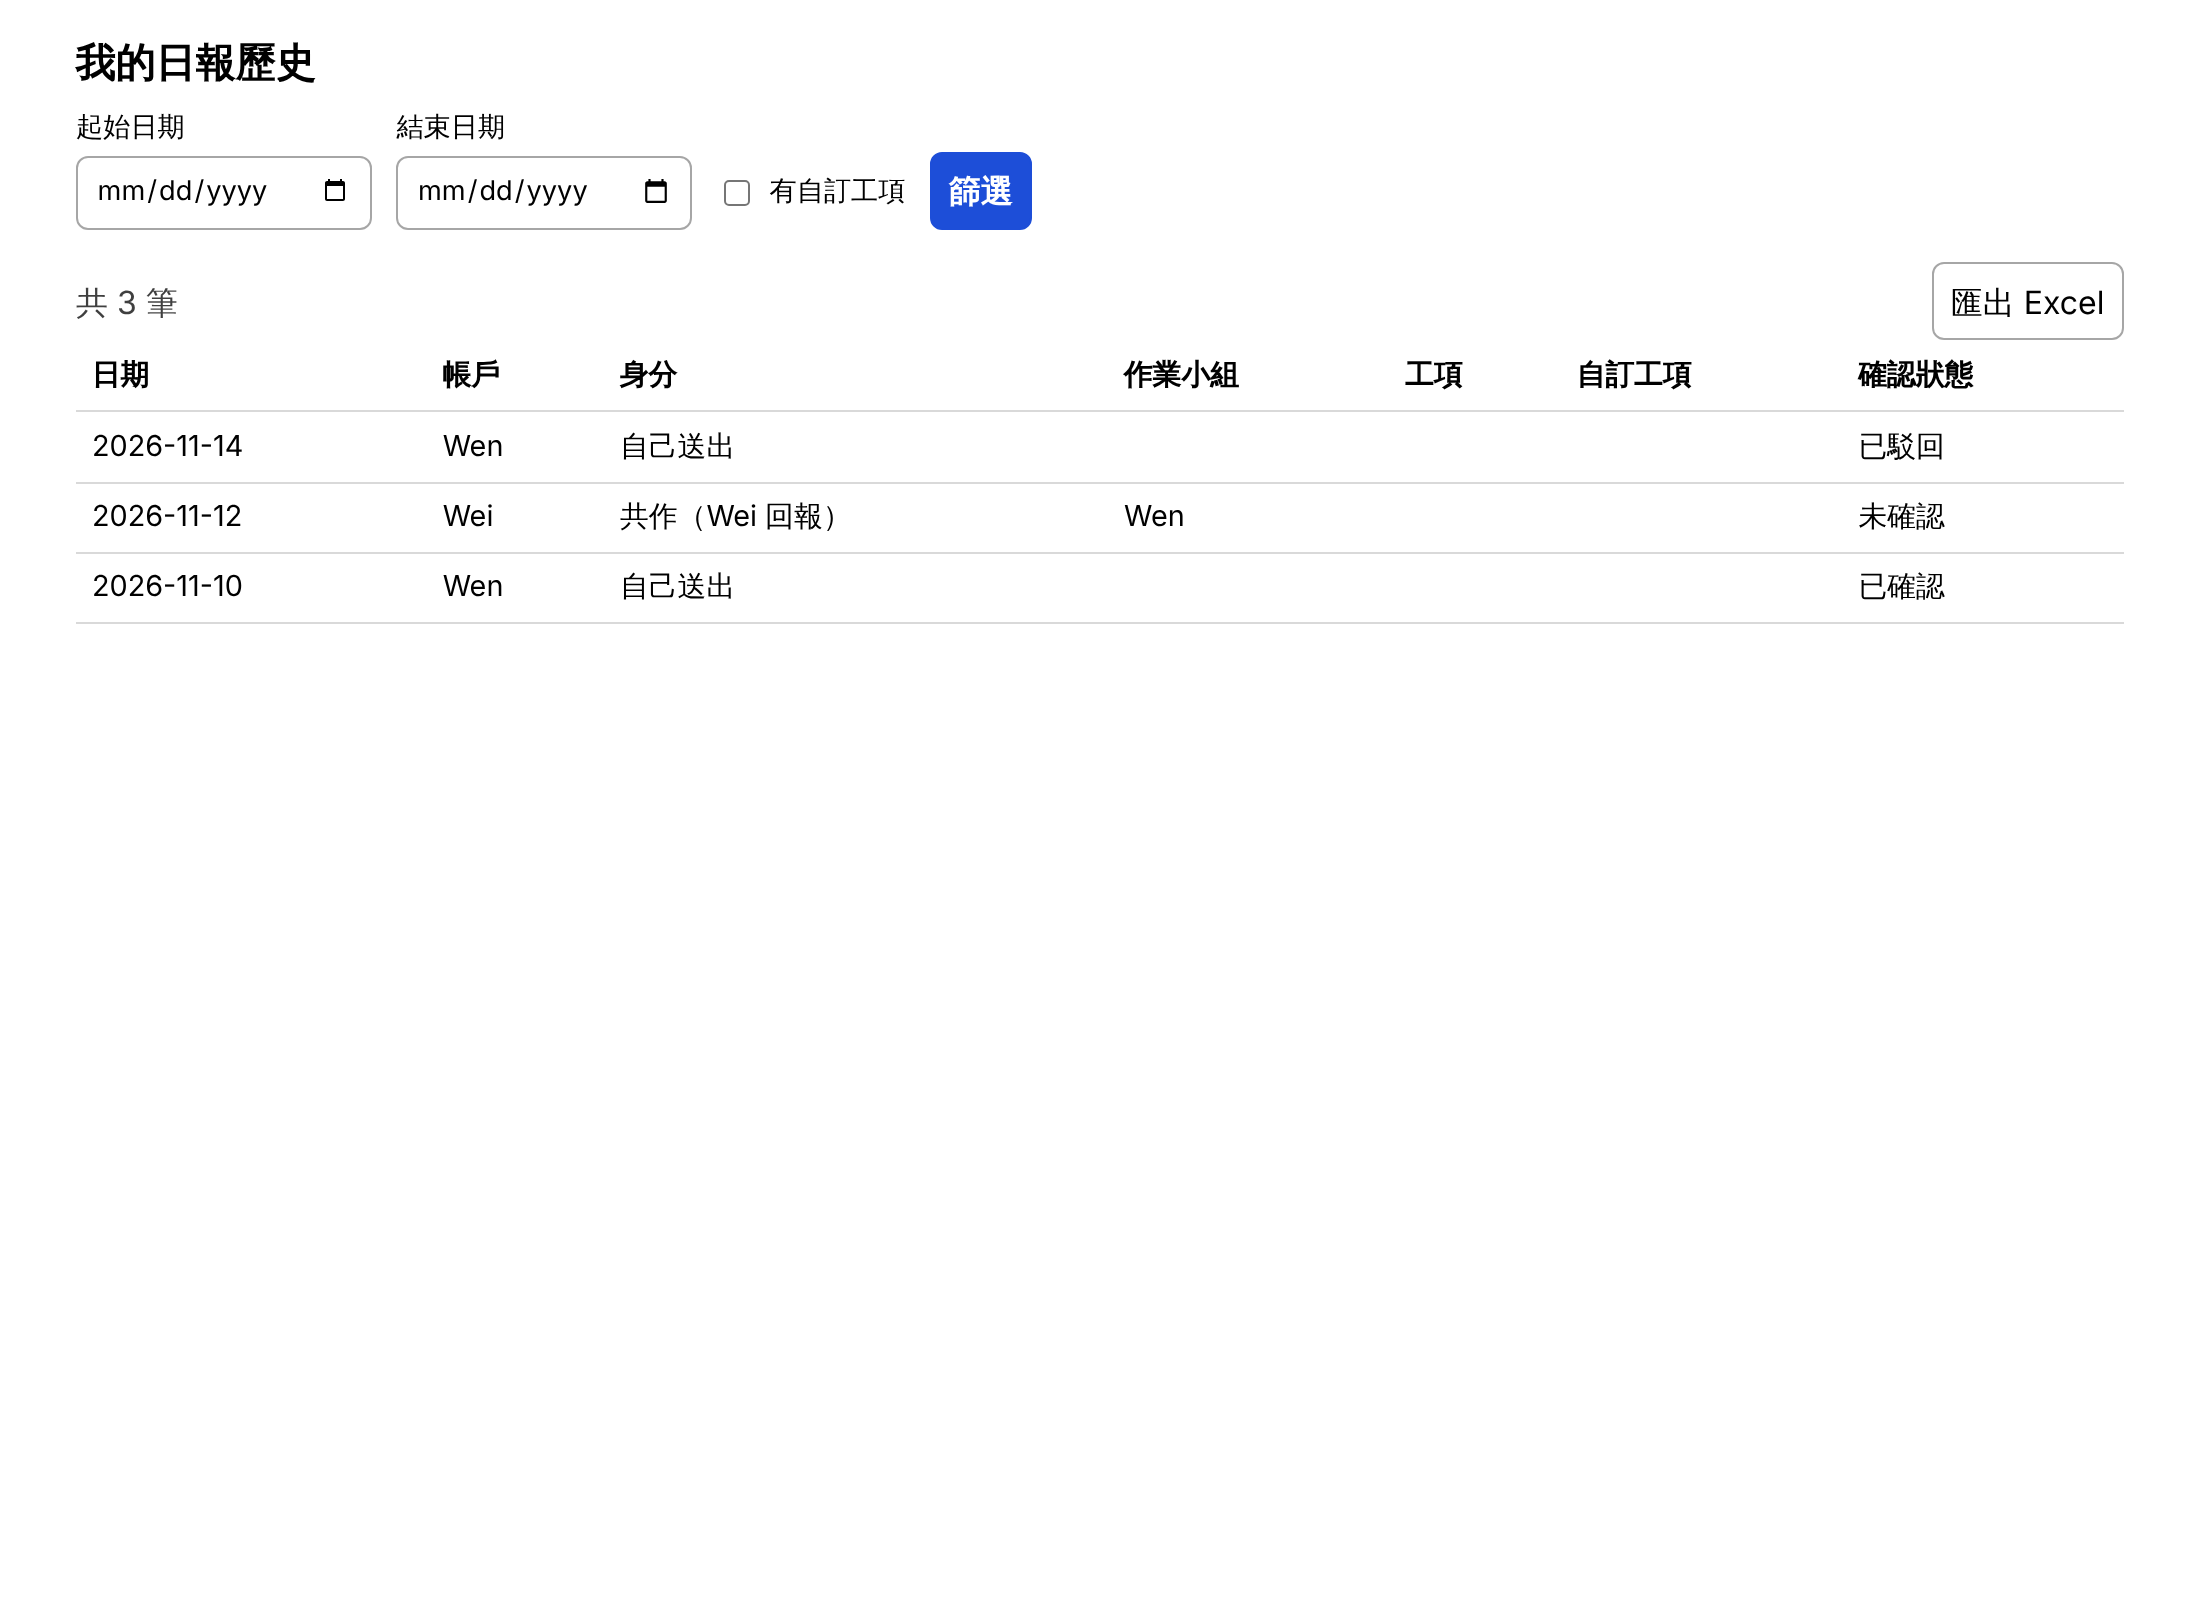 我的日報歷史
起始日期 結束日期
mm/dd/yyyy mm/dd/yyyy 有自訂工項 篩選
共 3 筆 匯出 Excel
日期 帳戶 身分 作業小組 工項 自訂工項 確認狀態
2026-11-14 Wen 自己送出 已駁回
2026-11-12 Wei 共作（Wei 回報） Wen 未確認
2026-11-10 Wen 自己送出 已確認